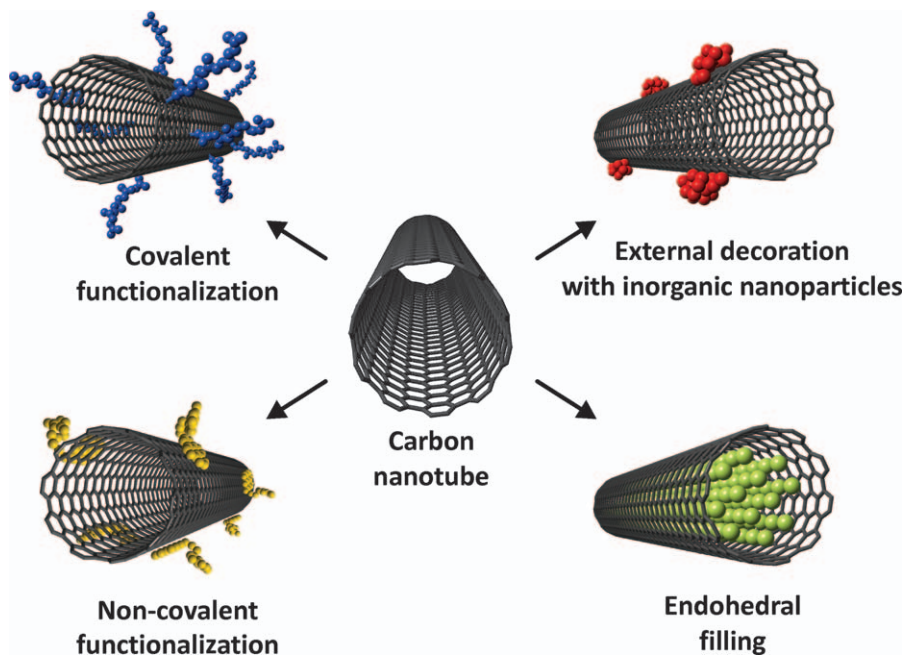 Covalent
functionalization
External decoration
with inorganic nanoparticles
Carbon
nanotube
Non-covalent
functionalization
Endohedral
filling